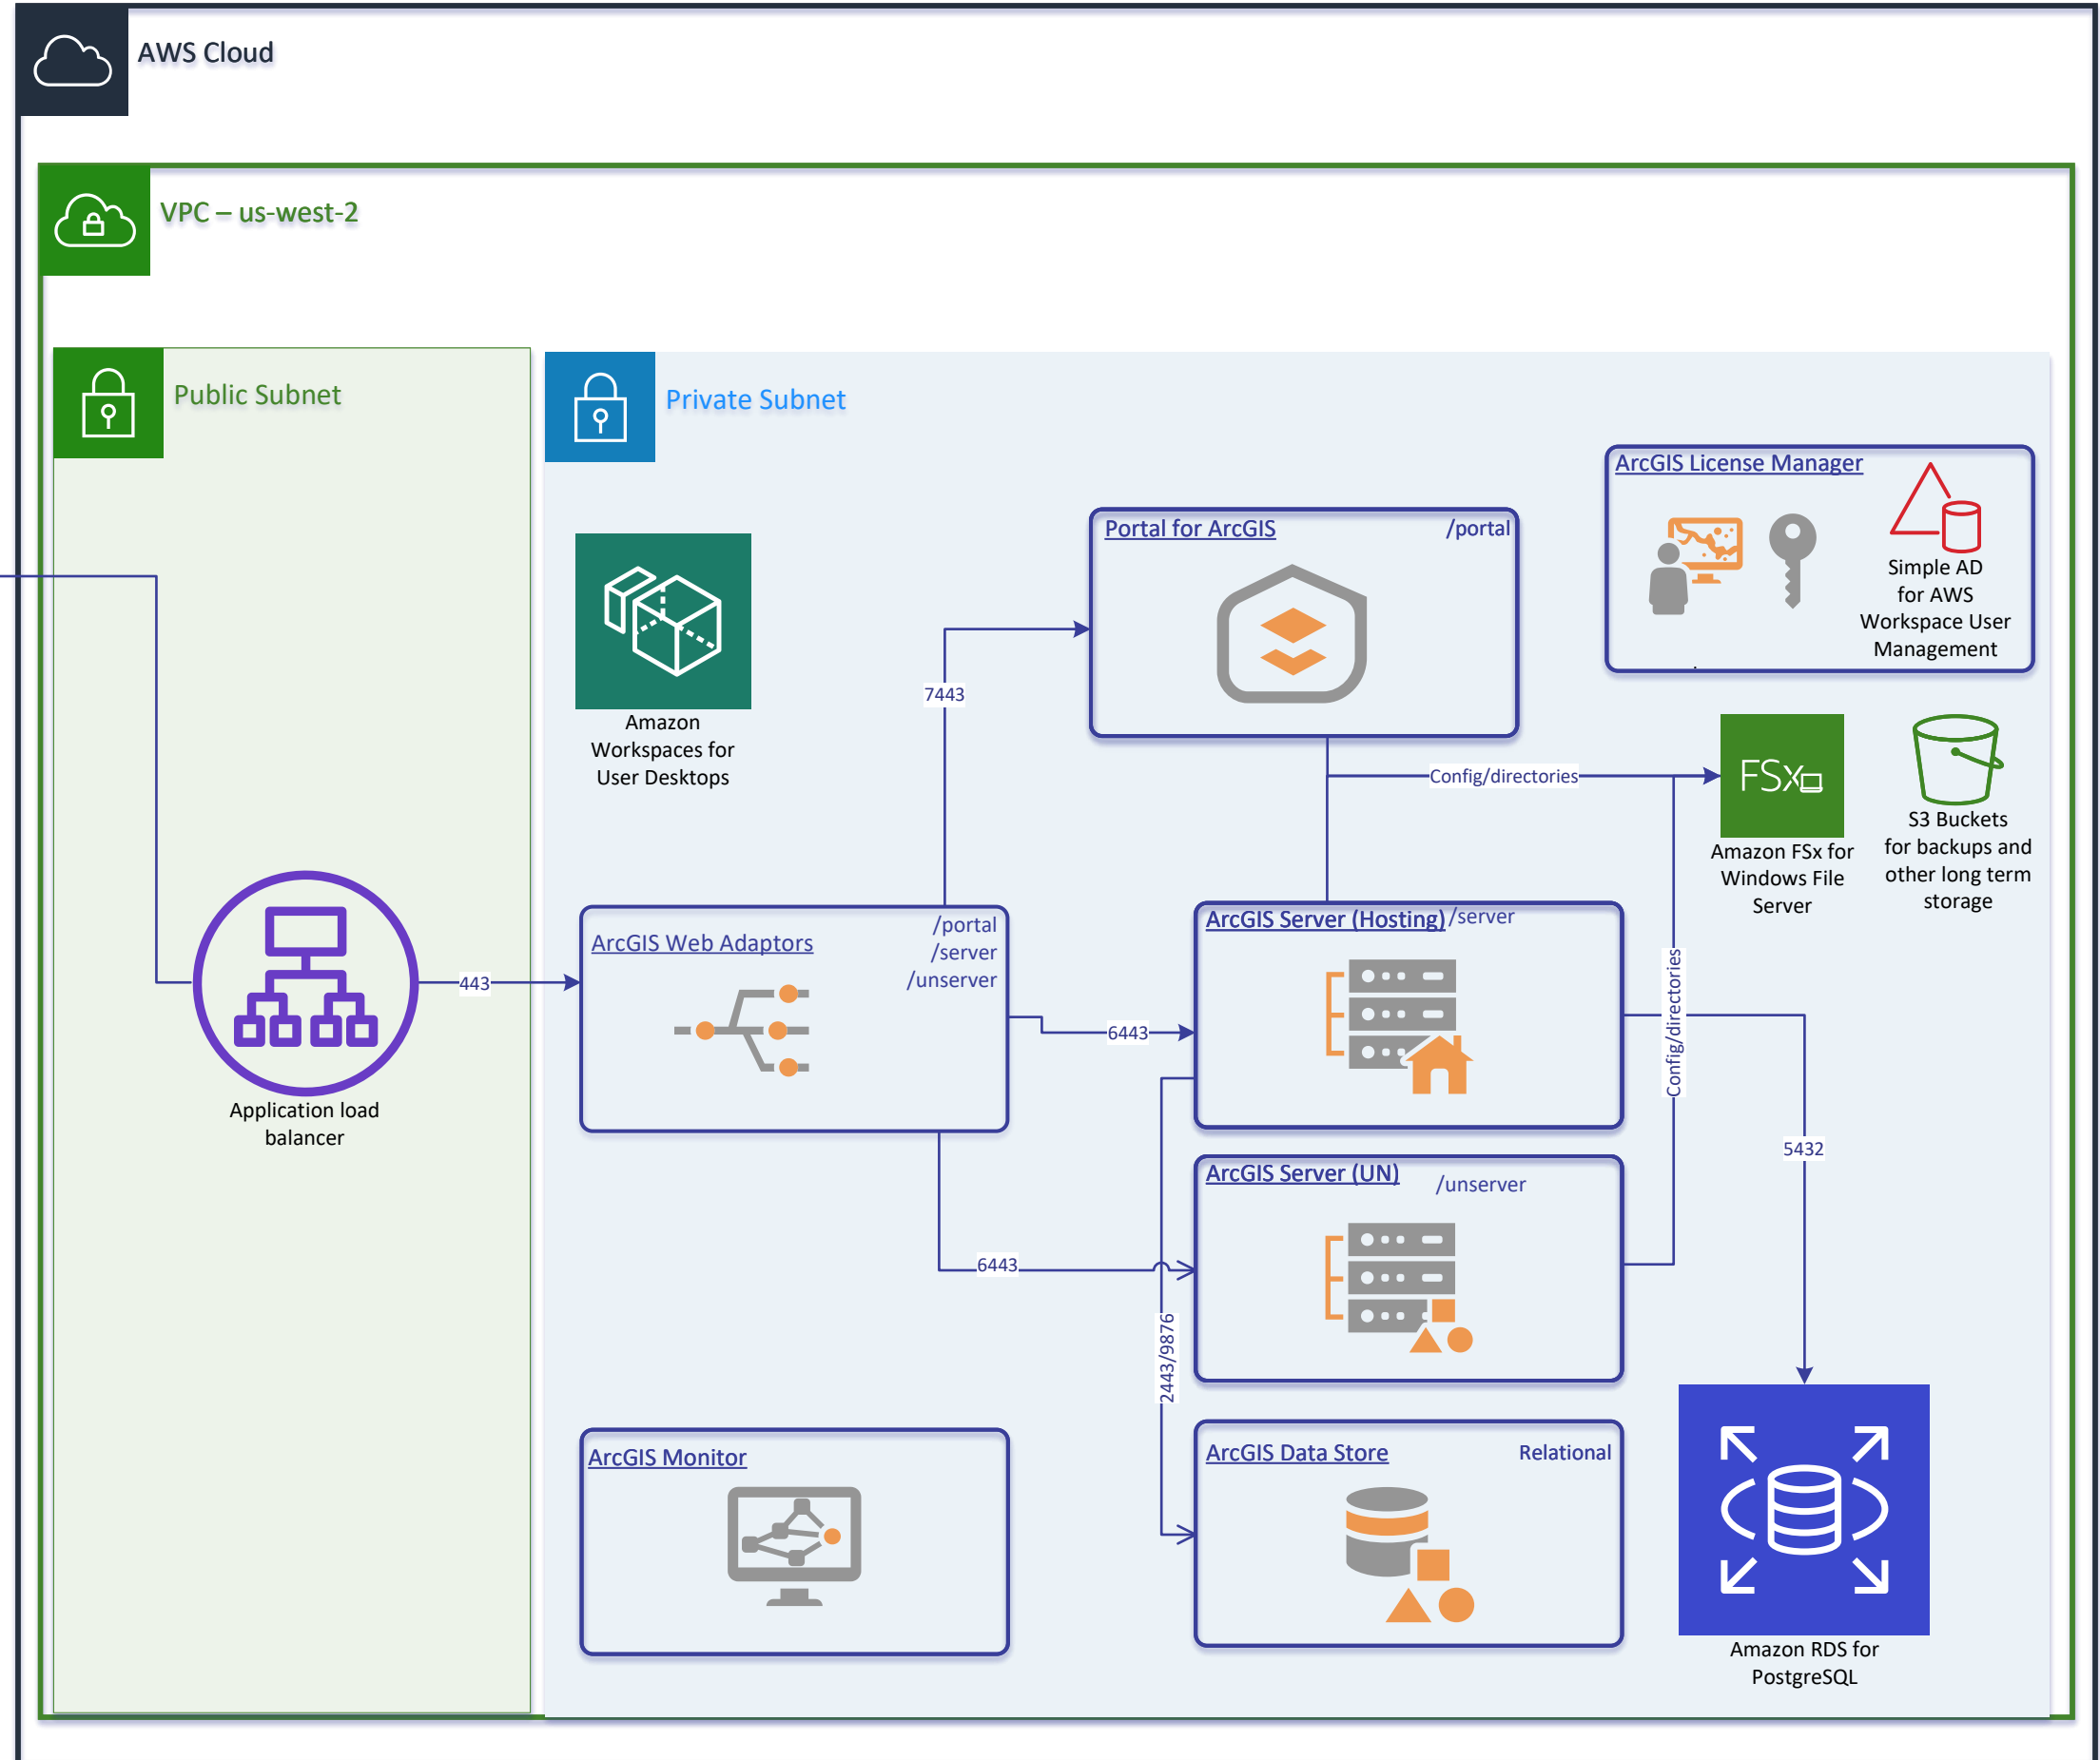 AWS Cloud
VPC – us-west-2
Public Subnet
Private Subnet
ArcGIS License Manager
Simple AD
for AWS
Workspace User
Management
Portal for ArcGIS
/portal
Amazon
Workspaces for
User Desktops
7443
Config/directories
FSx
Amazon FSx for
Windows File
Server
S3 Buckets
for backups and
other long term
storage
Application load
balancer
443
ArcGIS Web Adaptors
/portal
/server
/unserver
6443
ArcGIS Server (Hosting)
/server
Config/directories
5432
ArcGIS Server (UN)
/unserver
6443
2443/9876
ArcGIS Monitor
ArcGIS Data Store
Relational
Amazon RDS for
PostgreSQL